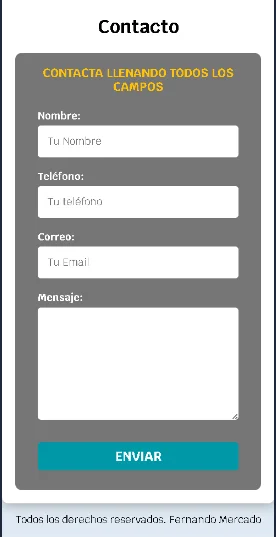 Contacto
CONTACTA LLENANDO TODOS LOS
CAMPOS
Nombre:
Tu Nombre
Teléfono:
Tu teléfono
Correo:
Tu Email
Mensaje:
ENVIAR
Todos los derechos reservados. Fernando Mercado